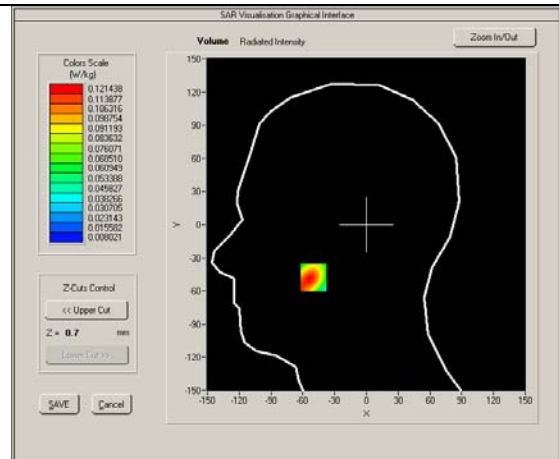 SAR Visualisation Graphical Interface
Volume Radiated Intensity
Zoom In/Out
Colors Scale
(W/kg)
0.121438
0.113877
0.106316
0.098754
0.091193
0.083632
0.076071
0.068510
0.060949
0.053388
0.045827
0.038266
0.030705
0.023143
0.015582
0.008021
Z-Cuts Control
<< Upper Cut
Z = 0.7 mm
Lower Cut >>
SAVE Cancel
Y
150
120
90
60
30
0
-30
-60
-90
-120
-150
-150 -120 -90 -60 -30 0 30 60 90 120 150
X